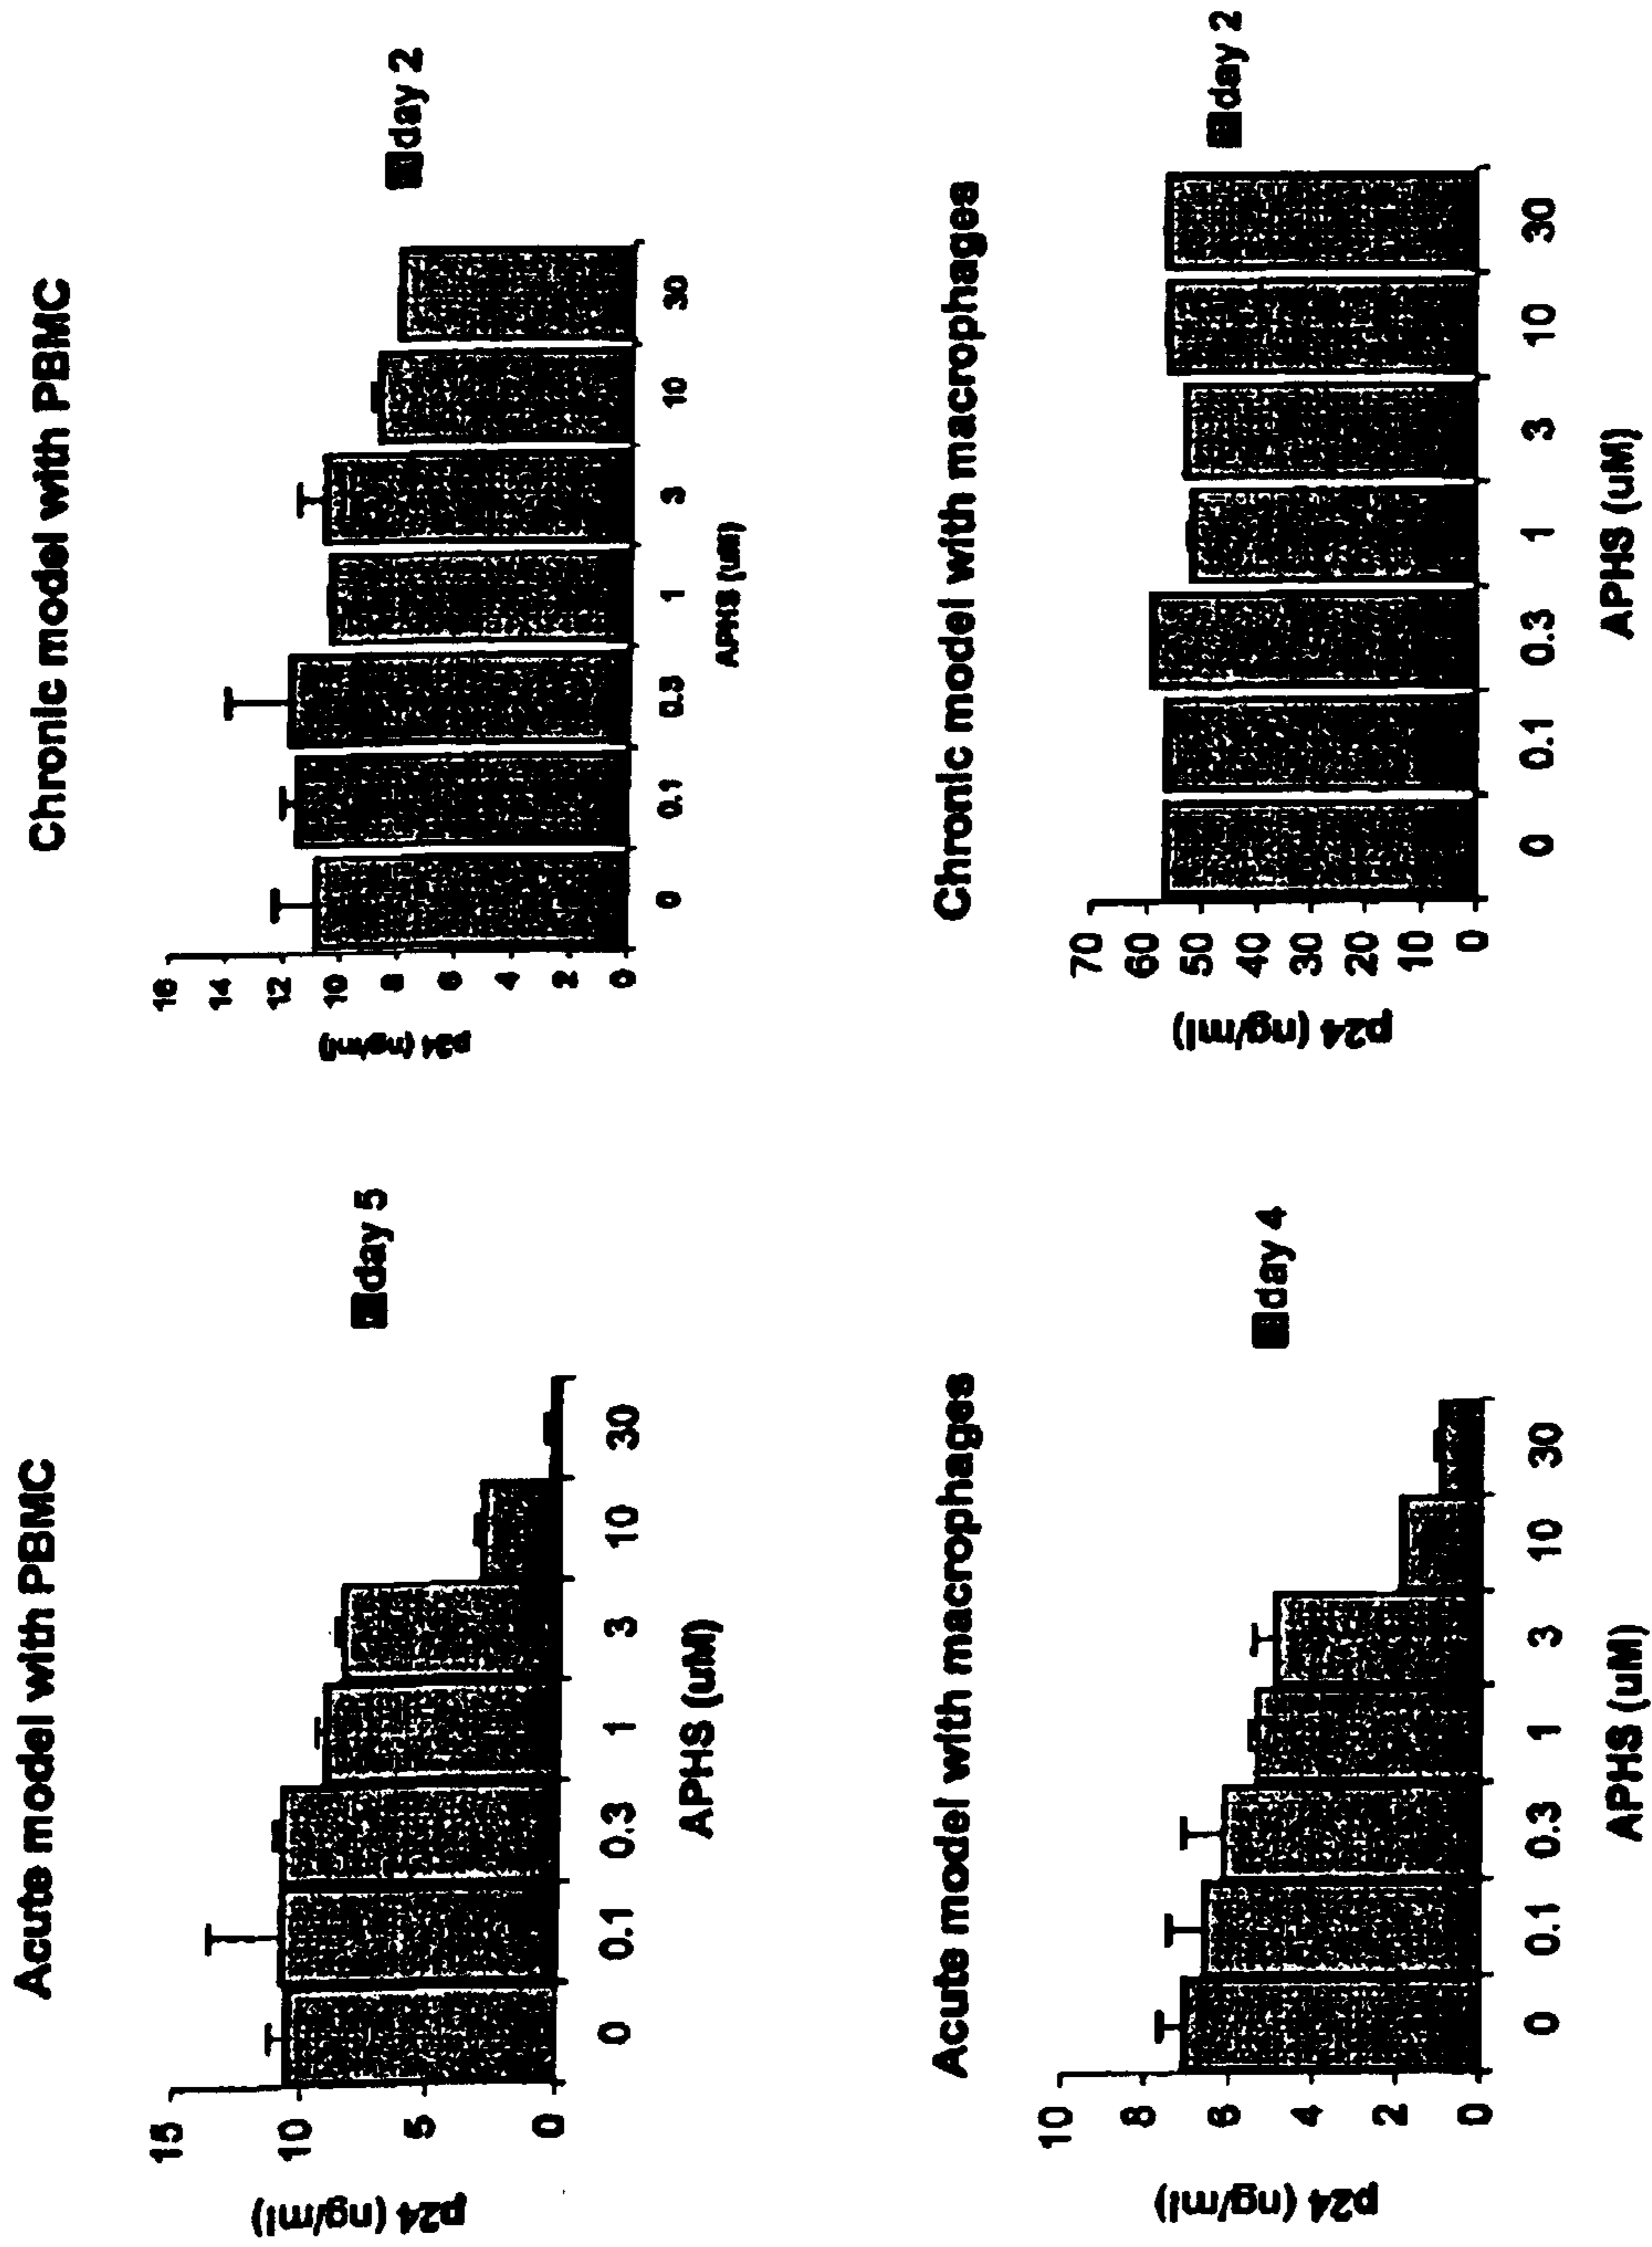 Acute model with PBMC
p24 (ng/ml)
15
10
5
0
0 0.1 0.3 1 3 10 30
APHS (uM)
day 5
Chronic model with PBMC
p24 (ng/ml)
16
14
12
10
8
6
4
2
0
0 0.1 0.3 1 3 10 30
APHS (uM)
day 2
Acute model with macrophages
p24 (ng/ml)
10
8
6
4
2
0
0 0.1 0.3 1 3 10 30
APHS (uM)
day 4
Chronic model with macrophages
p24 (ng/ml)
70
60
50
40
30
20
10
0
0 0.1 0.3 1 3 10 30
APHS (uM)
day 2